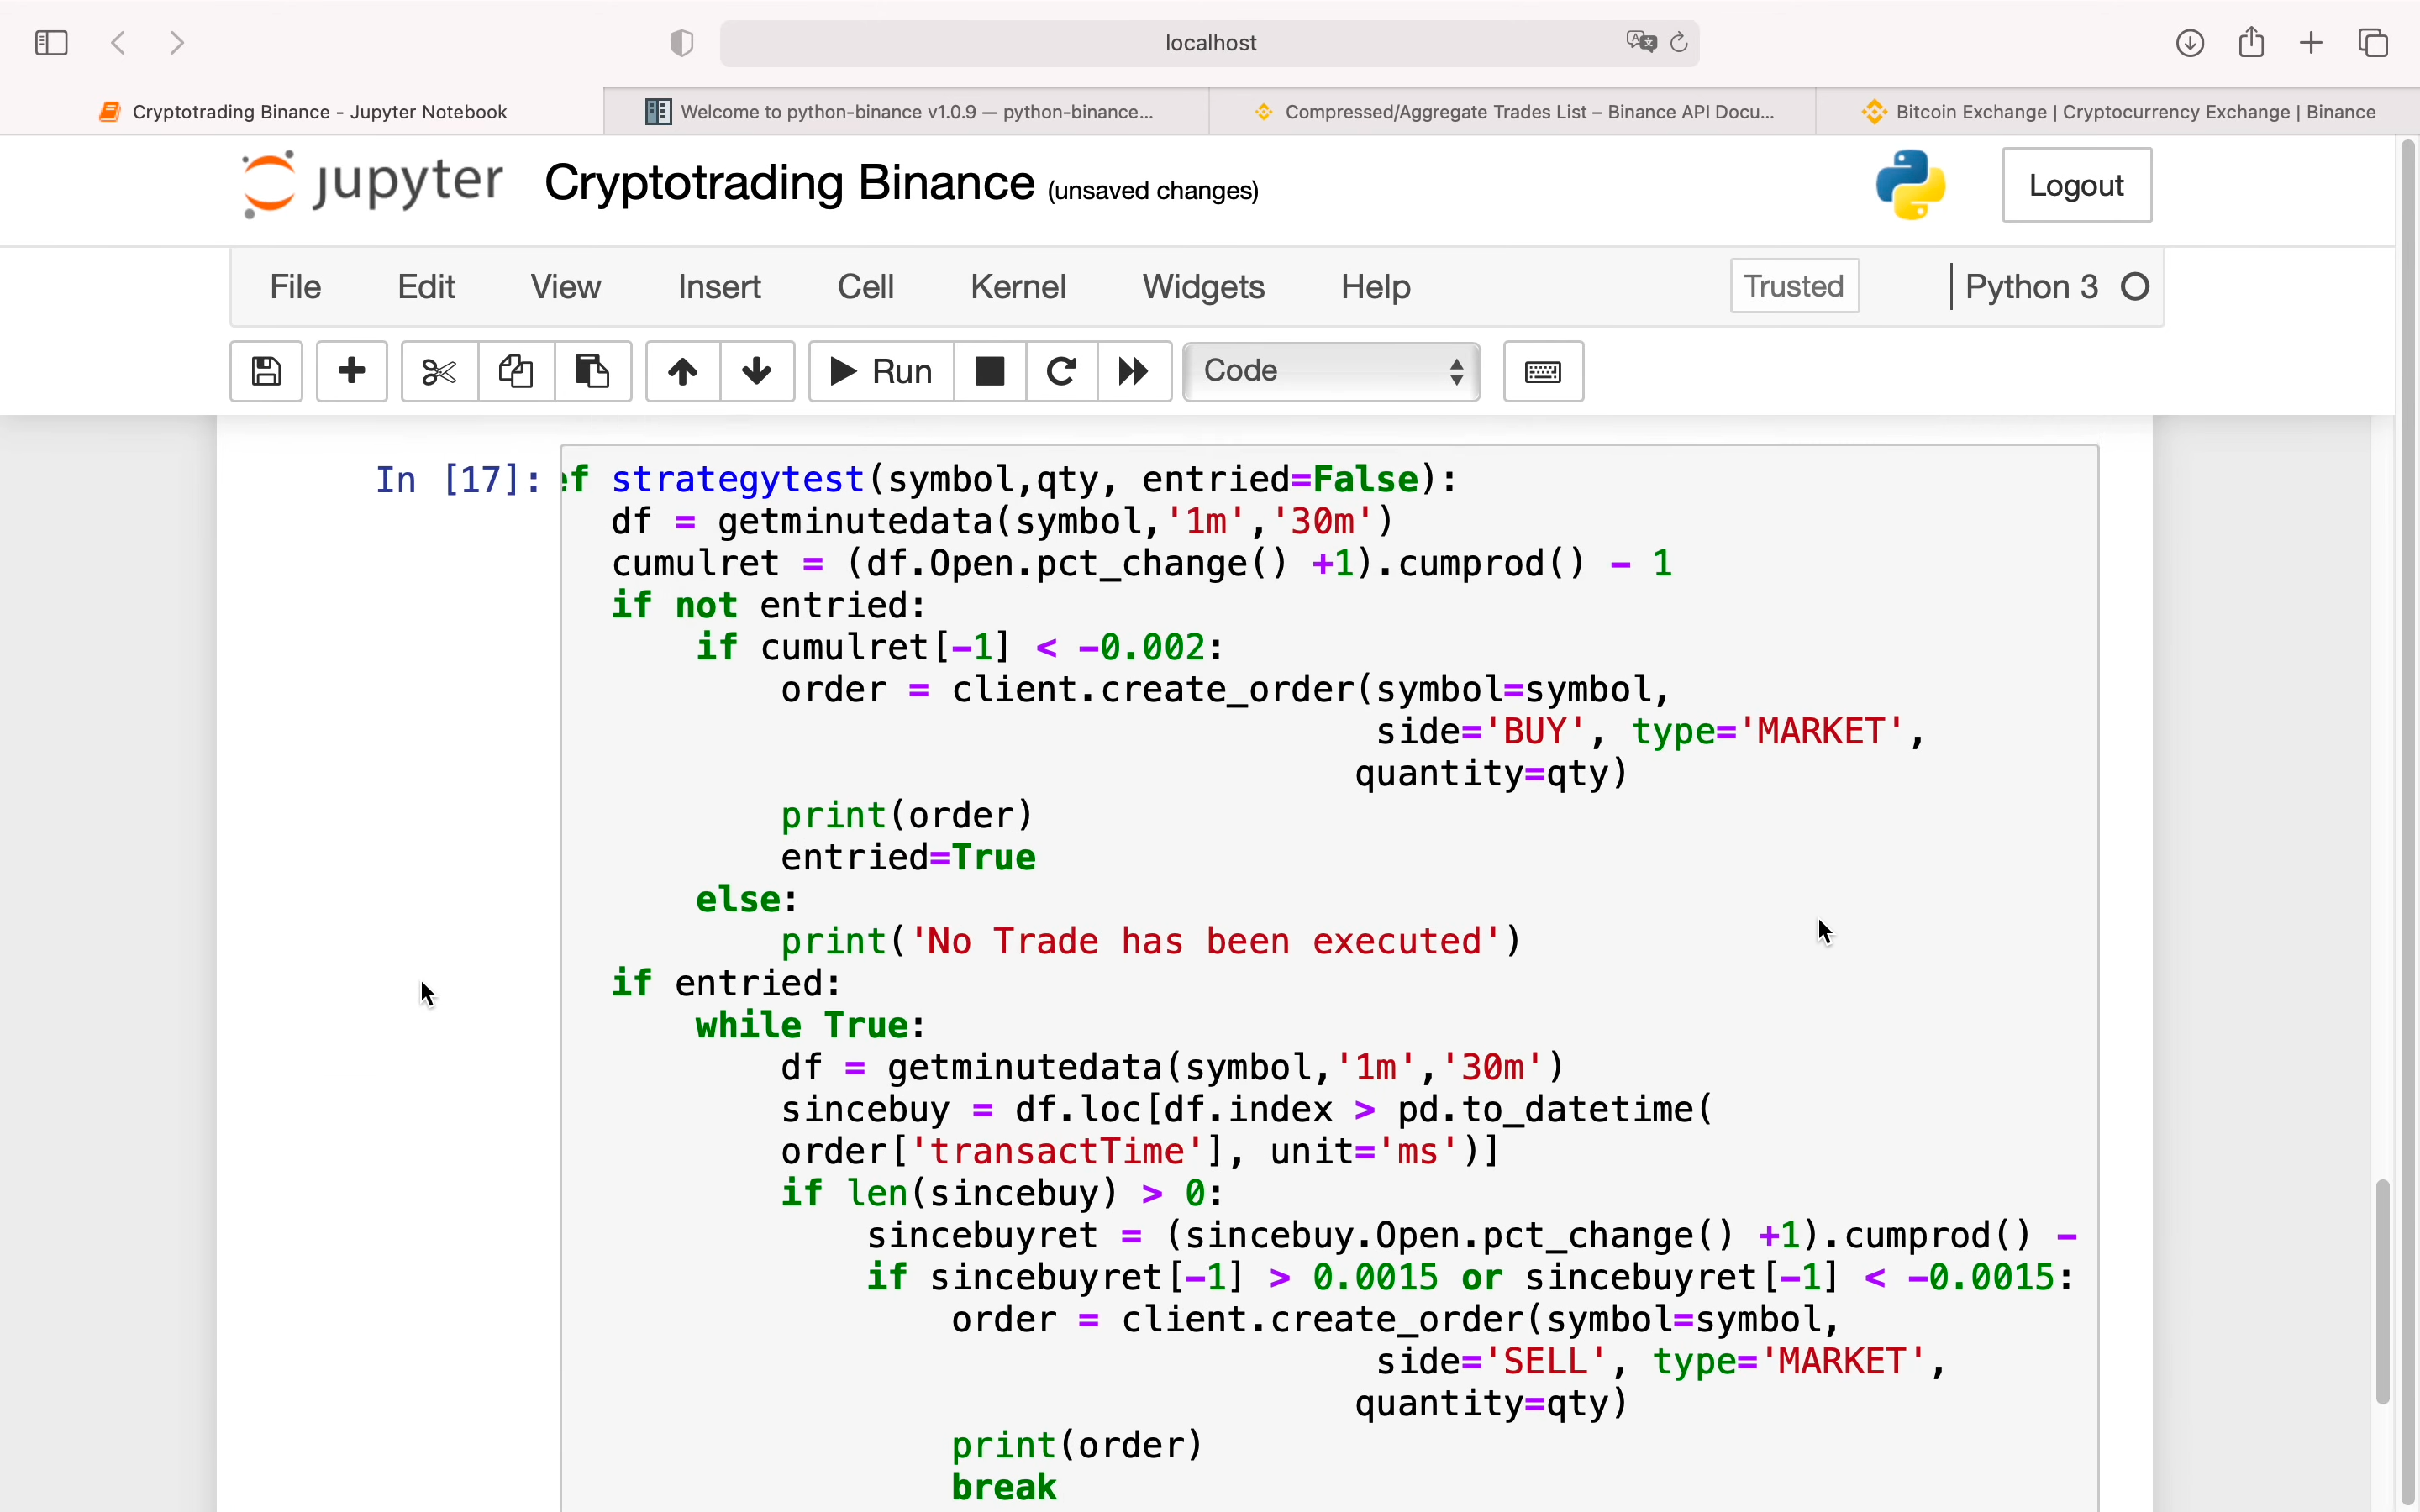 localhost
Cryptotrading Binance - Jupyter Notebook
Welcome to python-binance v1.0.9 — python-binance...
Compressed/Aggregate Trades List – Binance API Docu...
Bitcoin Exchange | Cryptocurrency Exchange | Binance
jupyter Cryptotrading Binance (unsaved changes)
Logout
File Edit View Insert Cell Kernel Widgets Help Trusted Python 3
Run Code
In [17]: ef strategytest(symbol,qty, entried=False):
    df = getminutedata(symbol,'1m','30m')
    cumulret = (df.Open.pct_change() +1).cumprod() - 1
    if not entried:
        if cumulret[-1] < -0.002:
            order = client.create_order(symbol=symbol,
                                        side='BUY', type='MARKET',
                                       quantity=qty)
            print(order)
            entried=True
        else:
            print('No Trade has been executed')
    if entried:
        while True:
            df = getminutedata(symbol,'1m','30m')
            sincebuy = df.loc[df.index > pd.to_datetime(
            order['transactTime'], unit='ms')]
            if len(sincebuy) > 0:
                sincebuyret = (sincebuy.Open.pct_change() +1).cumprod() -
                if sincebuyret[-1] > 0.0015 or sincebuyret[-1] < -0.0015:
                    order = client.create_order(symbol=symbol,
                                        side='SELL', type='MARKET',
                                       quantity=qty)
                    print(order)
                    break